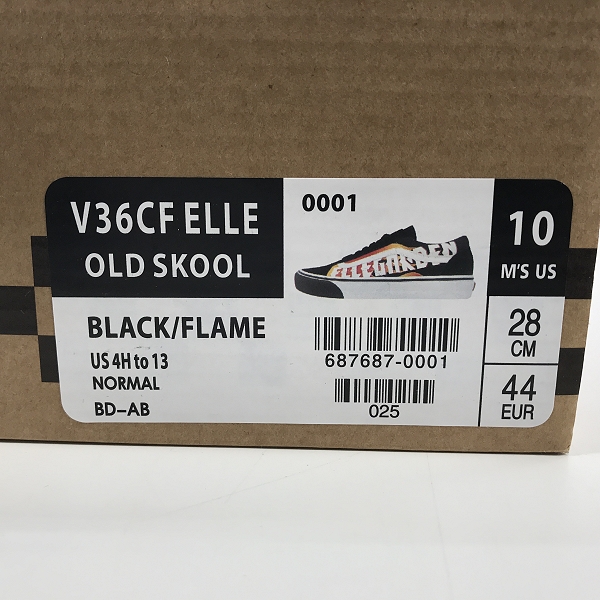 V36CF ELLE
OLD SKOOL
BLACK/FLAME
US 4H to 13
NORMAL
BD-AB
0001
ELLEGARDEN
687687-0001
025
10
M'S US
28
CM
44
EUR